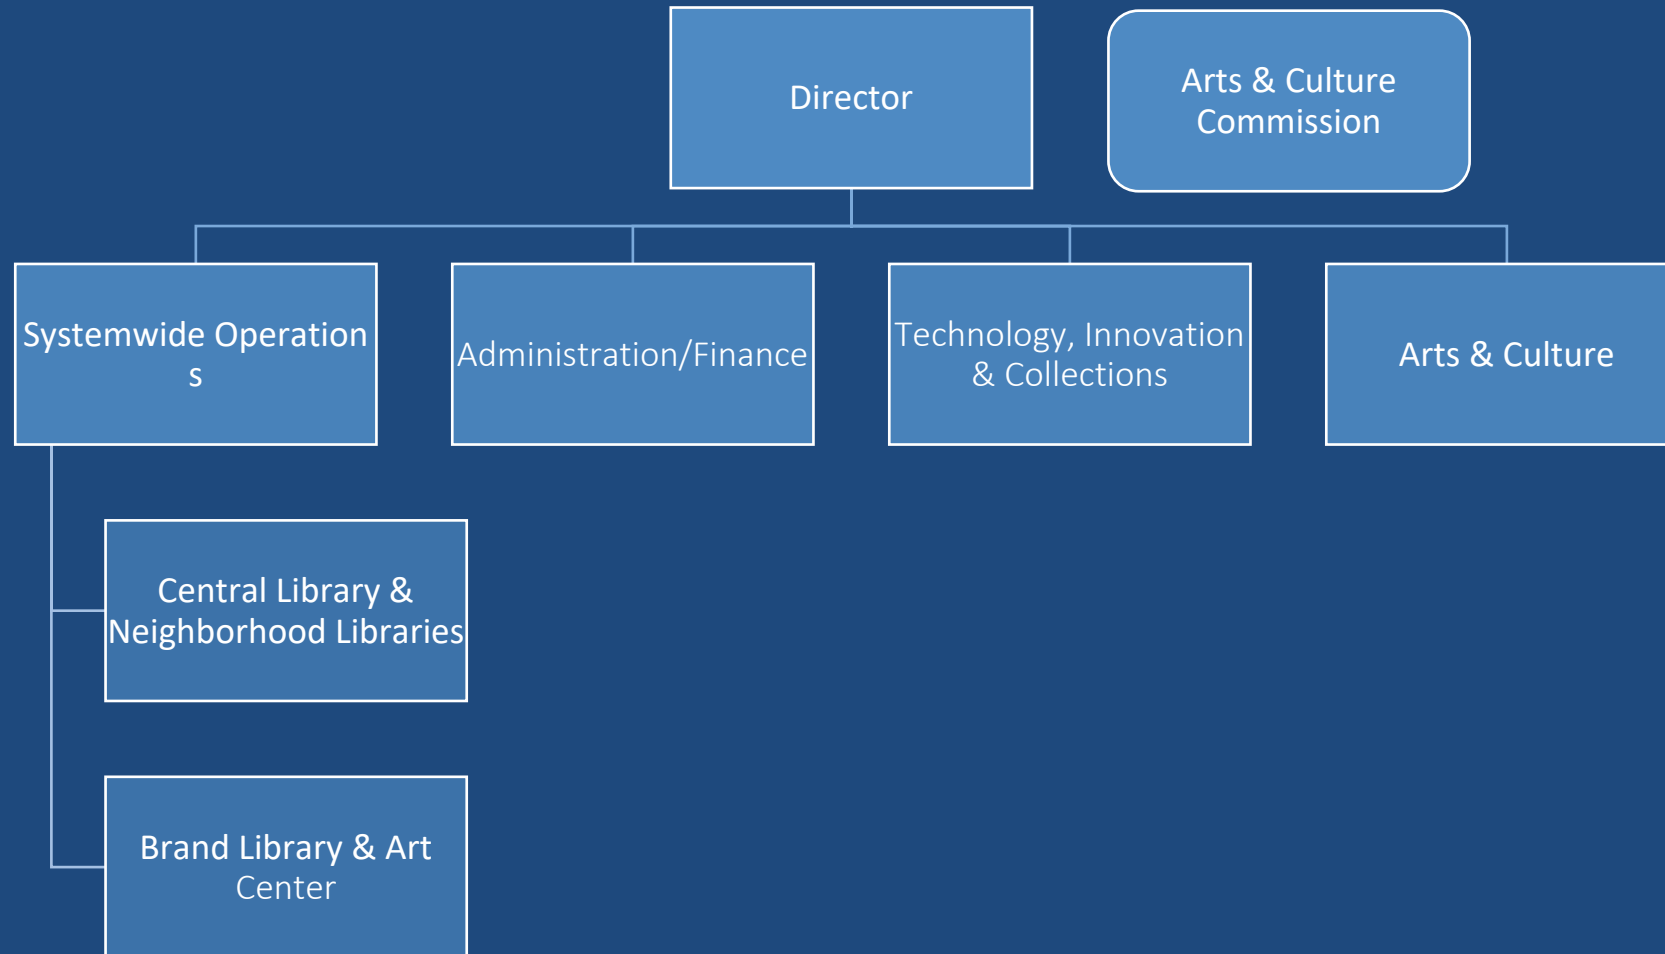 Director
Arts & Culture
Commission
Systemwide Operation
s
Administration/Finance
Technology, Innovation
& Collections
Arts & Culture
Central Library &
Neighborhood Libraries
Brand Library & Art
Center